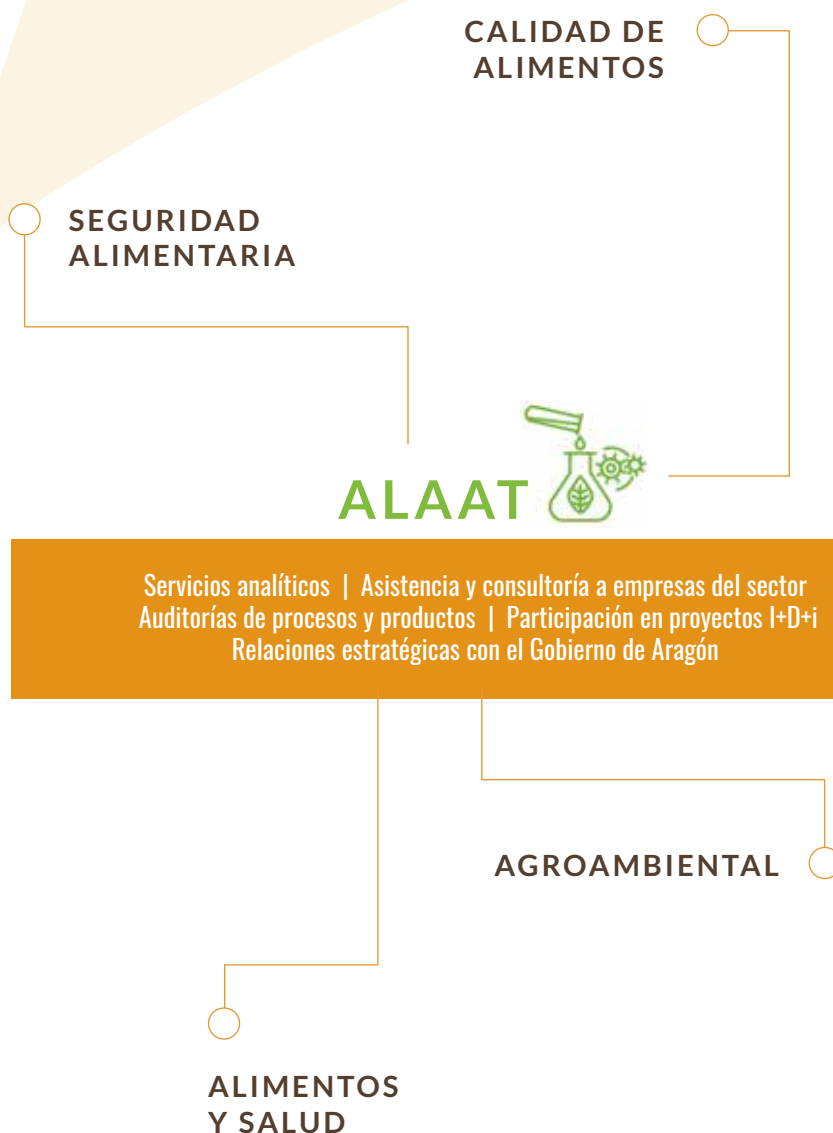 CALIDAD DE
ALIMENTOS
SEGURIDAD
ALIMENTARIA
ALAAT
Servicios analíticos | Asistencia y consultoría a empresas del sector
Auditorías de procesos y productos | Participación en proyectos I+D+i
Relaciones estratégicas con el Gobierno de Aragón
AGROAMBIENTAL
ALIMENTOS
Y SALUD